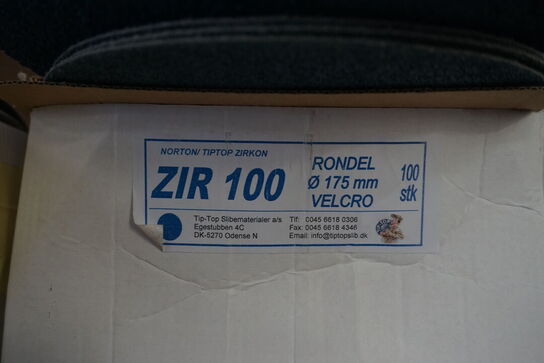 NORTON/ TIPTOP ZIRKON
ZIR 100
RONDEL
Ø 175 mm
VELCRO
100
stk
Tip-Top Slibematerialer a/s
Egestubben 4C
DK-5270 Odense N
Tlf: 0045 6618 0306
Fax: 0045 6618 4346
Email: info@tiptopslib.dk